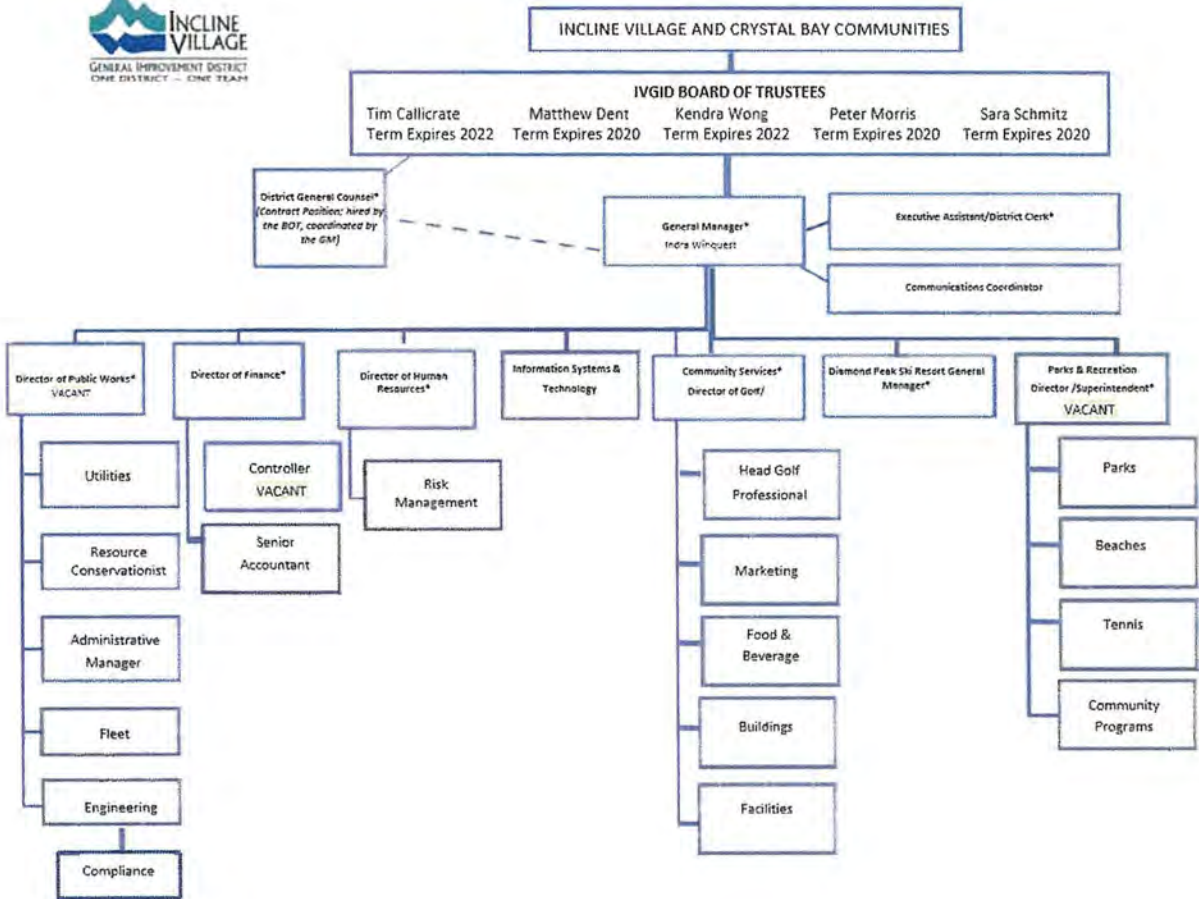 INCLINE
VILLAGE
GENERAL IMPROVEMENT DISTRICT
ONE DISTRICT – ONE TEAM
INCLINE VILLAGE AND CRYSTAL BAY COMMUNITIES
IVGID BOARD OF TRUSTEES
Tim Callicrate Matthew Dent Kendra Wong Peter Morris Sara Schmitz
Term Expires 2022 Term Expires 2020 Term Expires 2022 Term Expires 2020 Term Expires 2020
District General Counsel*
(Contract Position; hired by
the BOT, coordinated by
the GM)
General Manager*
Indra Winquest
Executive Assistant/District Clerk*
Communications Coordinator
Director of Public Works*
VACANT
Director of Finance*
Director of Human
Resources*
Information Systems &
Technology
Community Services*
Director of Golf/
Diamond Peak Ski Resort General
Manager*
Parks & Recreation
Director /Superintendent*
VACANT
Utilities
Resource
Conservationist
Administrative
Manager
Fleet
Engineering
Compliance
Controller
VACANT
Senior
Accountant
Risk
Management
Head Golf
Professional
Marketing
Food &
Beverage
Buildings
Facilities
Parks
Beaches
Tennis
Community
Programs